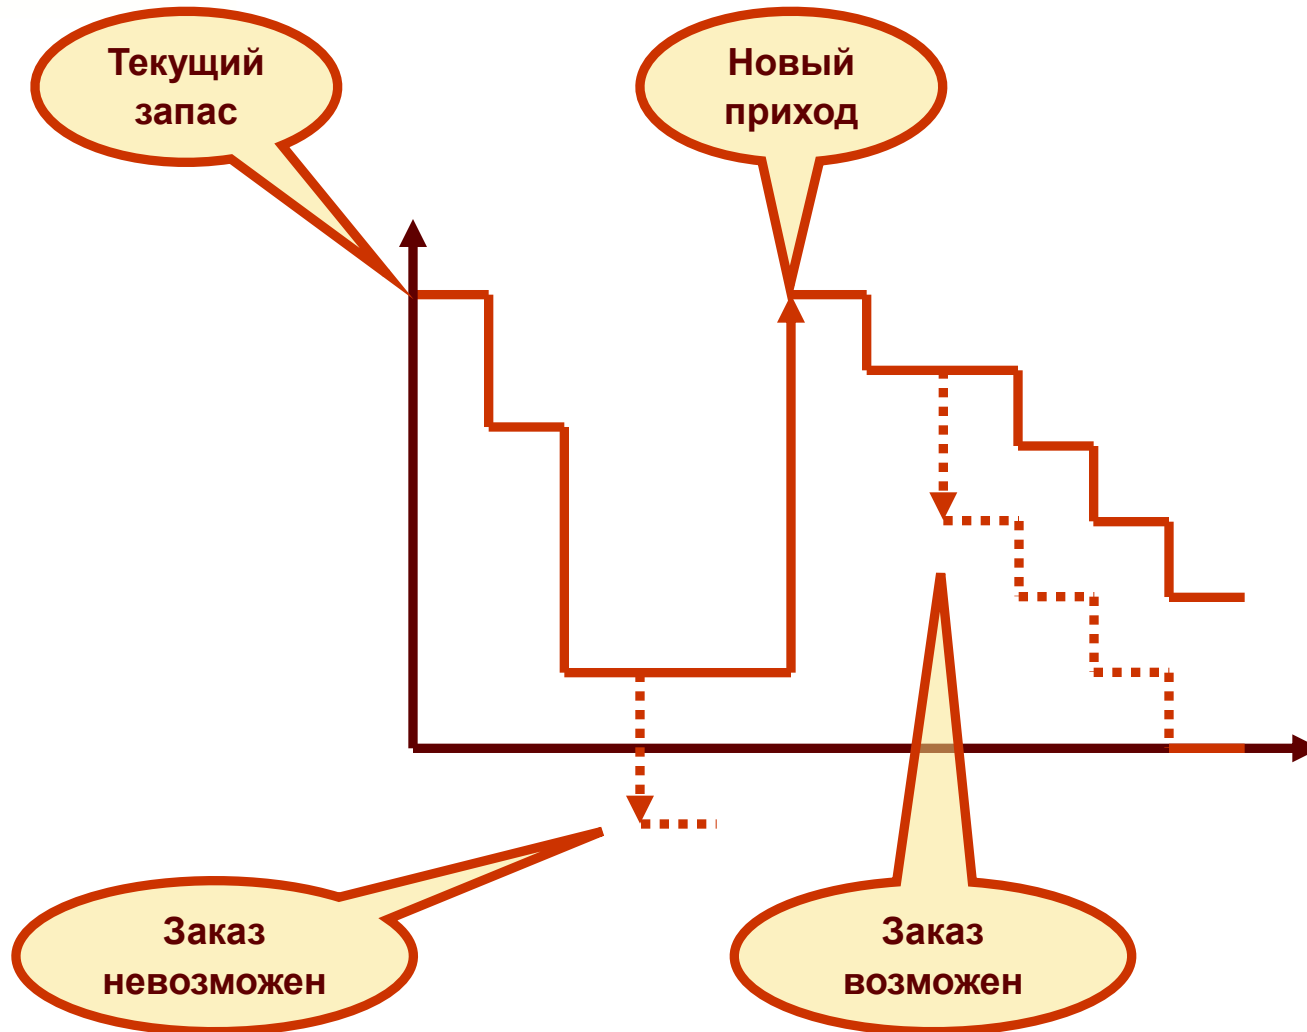 Текущий
запас
Новый
приход
Заказ
невозможен
Заказ
возможен